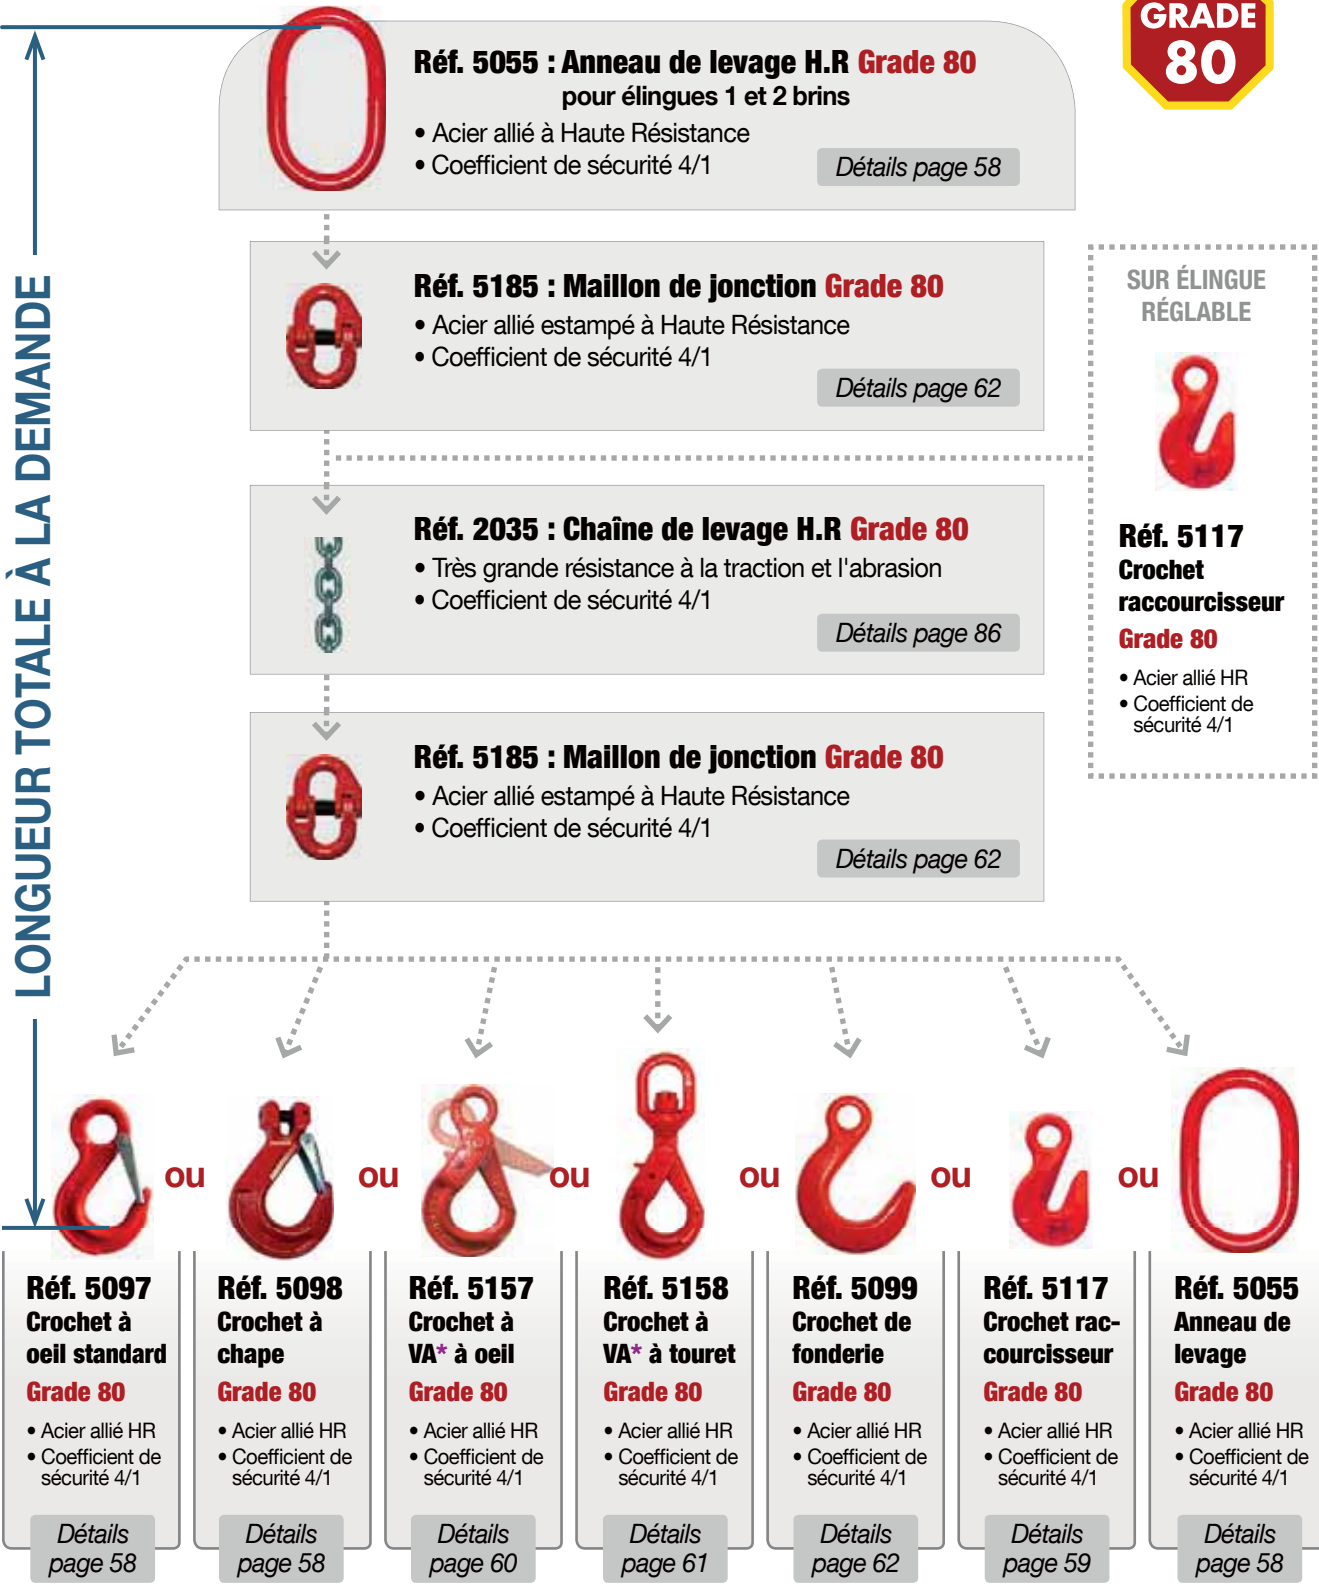 GRADE
80
Réf. 5055 : Anneau de levage H.R Grade 80
pour élingues 1 et 2 brins
• Acier allié à Haute Résistance
• Coefficient de sécurité 4/1
Détails page 58
LONGUEUR TOTALE À LA DEMANDE
Réf. 5185 : Maillon de jonction Grade 80
• Acier allié estampé à Haute Résistance
• Coefficient de sécurité 4/1
Détails page 62
SUR ÉLINGUE
RÉGLABLE
Réf. 5117
Crochet
raccourcisseur
Grade 80
• Acier allié HR
• Coefficient de
sécurité 4/1
Réf. 2035 : Chaîne de levage H.R Grade 80
• Très grande résistance à la traction et l'abrasion
• Coefficient de sécurité 4/1
Détails page 86
Réf. 5185 : Maillon de jonction Grade 80
• Acier allié estampé à Haute Résistance
• Coefficient de sécurité 4/1
Détails page 62
ou ou ou ou ou ou
Réf. 5097
Crochet à
oeil standard
Grade 80
• Acier allié HR
• Coefficient de
sécurité 4/1
Détails
page 58
Réf. 5098
Crochet à
chape
Grade 80
• Acier allié HR
• Coefficient de
sécurité 4/1
Détails
page 58
Réf. 5157
Crochet à
VA* à oeil
Grade 80
• Acier allié HR
• Coefficient de
sécurité 4/1
Détails
page 60
Réf. 5158
Crochet à
VA* à touret
Grade 80
• Acier allié HR
• Coefficient de
sécurité 4/1
Détails
page 61
Réf. 5099
Crochet de
fonderie
Grade 80
• Acier allié HR
• Coefficient de
sécurité 4/1
Détails
page 62
Réf. 5117
Crochet rac-
courcisseur
Grade 80
• Acier allié HR
• Coefficient de
sécurité 4/1
Détails
page 59
Réf. 5055
Anneau de
levage
Grade 80
• Acier allié HR
• Coefficient de
sécurité 4/1
Détails
page 58